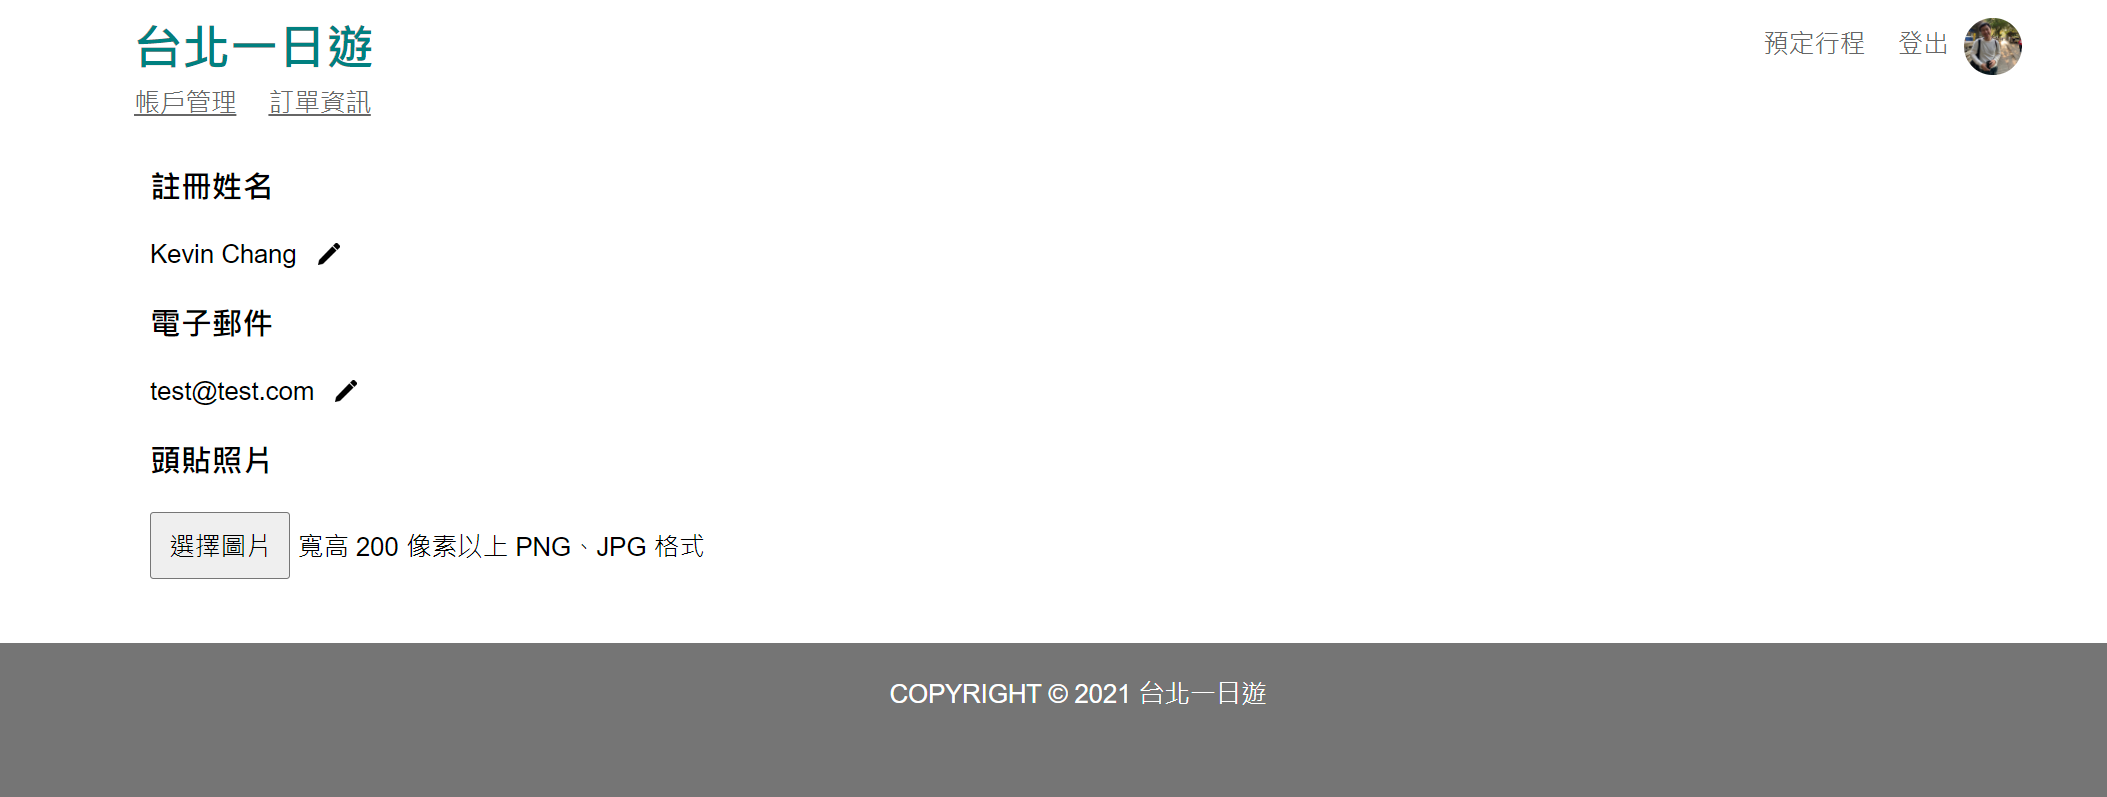 台北一日遊 預定行程 登出
帳戶管理 訂單資訊
註冊姓名
Kevin Chang
電子郵件
test@test.com
頭貼照片
選擇圖片 寬高 200 像素以上 PNG、JPG 格式
COPYRIGHT © 2021 台北一日遊